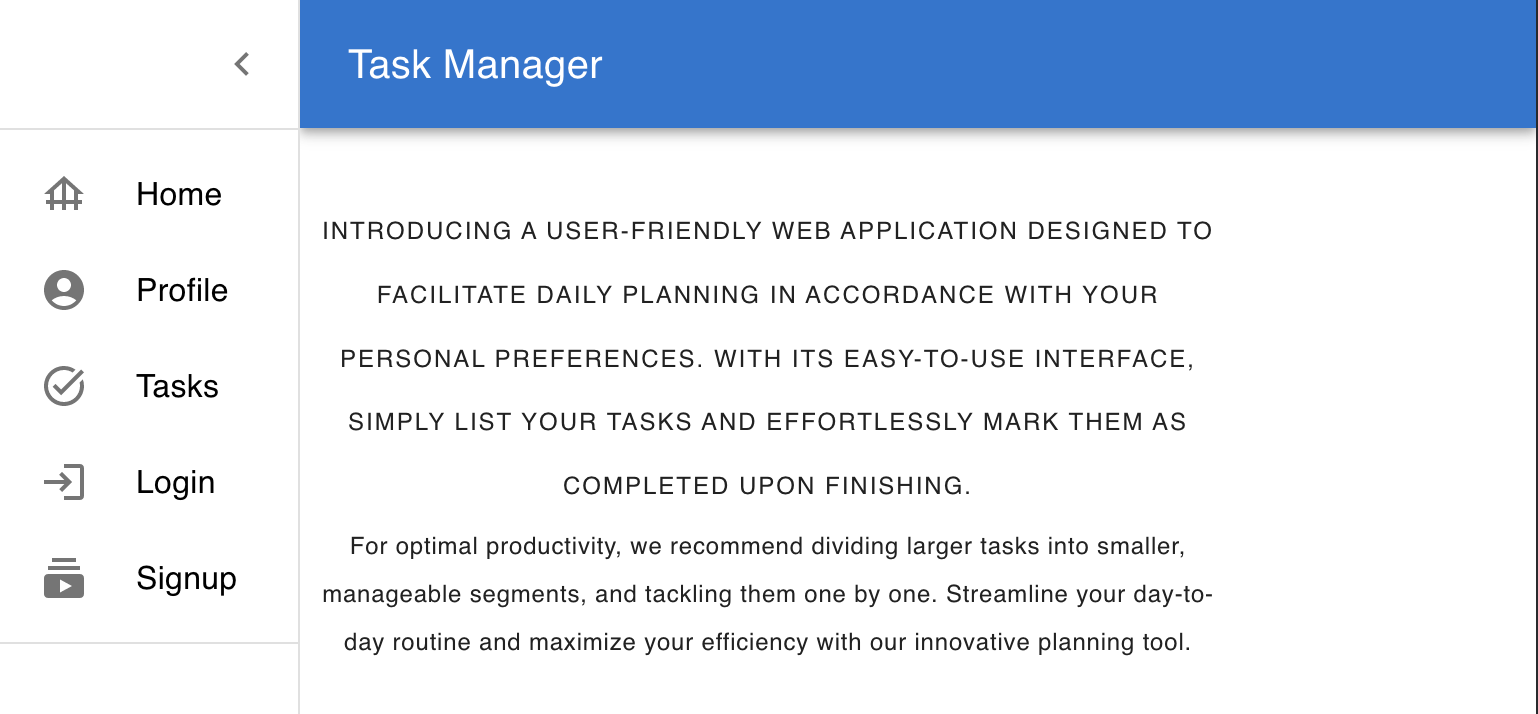 Task Manager
Home
Profile
Tasks
Login
Signup
INTRODUCING A USER-FRIENDLY WEB APPLICATION DESIGNED TO
FACILITATE DAILY PLANNING IN ACCORDANCE WITH YOUR
PERSONAL PREFERENCES. WITH ITS EASY-TO-USE INTERFACE,
SIMPLY LIST YOUR TASKS AND EFFORTLESSLY MARK THEM AS
COMPLETED UPON FINISHING.
For optimal productivity, we recommend dividing larger tasks into smaller,
manageable segments, and tackling them one by one. Streamline your day-to-
day routine and maximize your efficiency with our innovative planning tool.